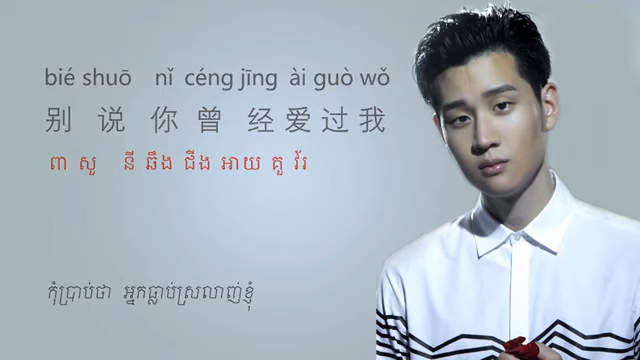 bié shuō nǐ céng jīng ài guò wǒ
别 说 你 曾 经 爱 过 我
ពា សួ នី ឆឹង ជីង អាយ គួ វ័រ
កុំប្រាប់ថា អ្នកធ្លាប់ស្រលាញ់ខ្ញុំ